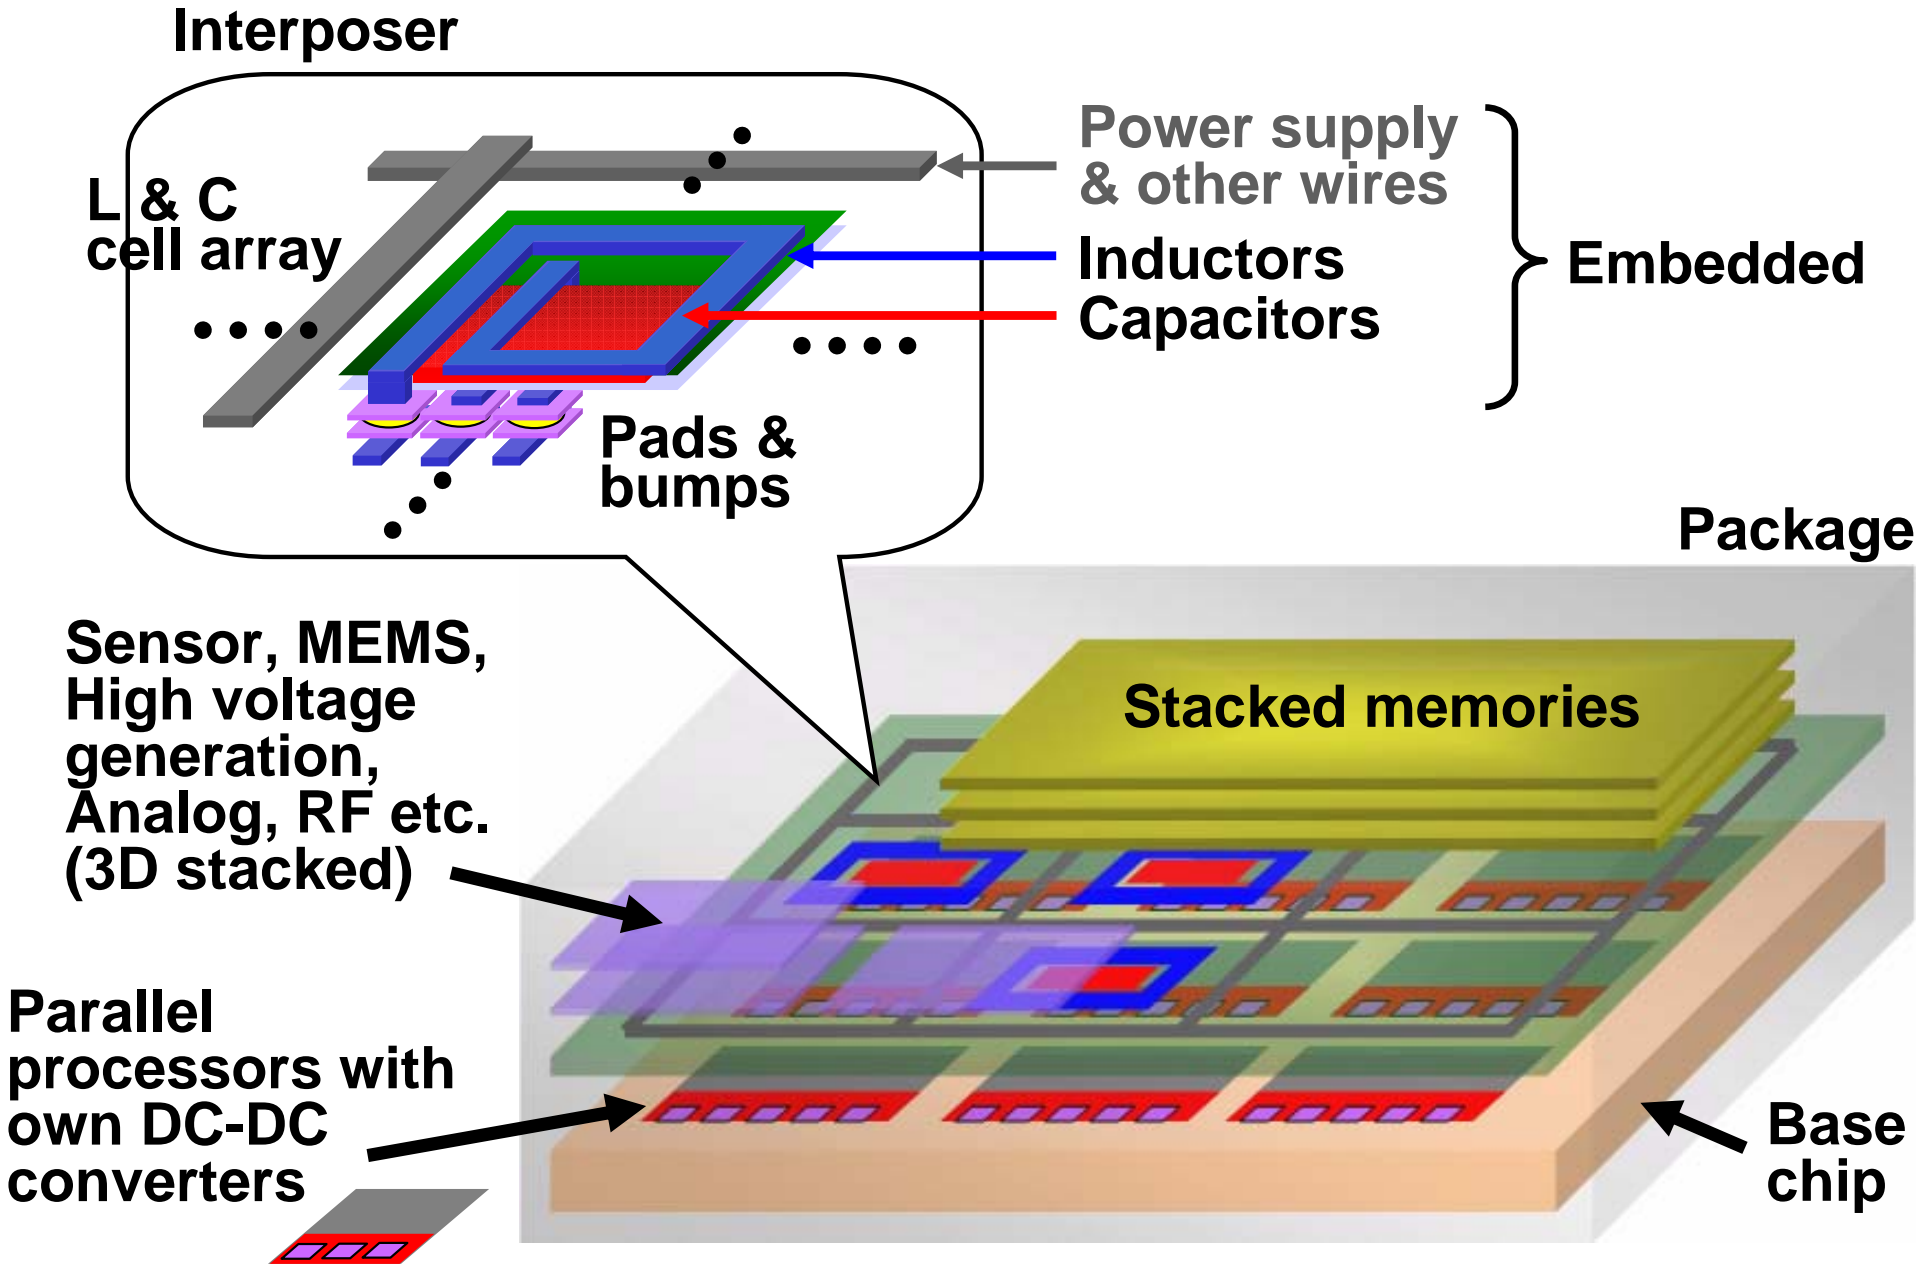 Interposer
L & C
cell array
Power supply
& other wires
Inductors
Capacitors
Embedded
Pads &
bumps
Package
Sensor, MEMS,
High voltage
generation,
Analog, RF etc.
(3D stacked)
Stacked memories
Parallel
processors with
own DC-DC
converters
Base
chip